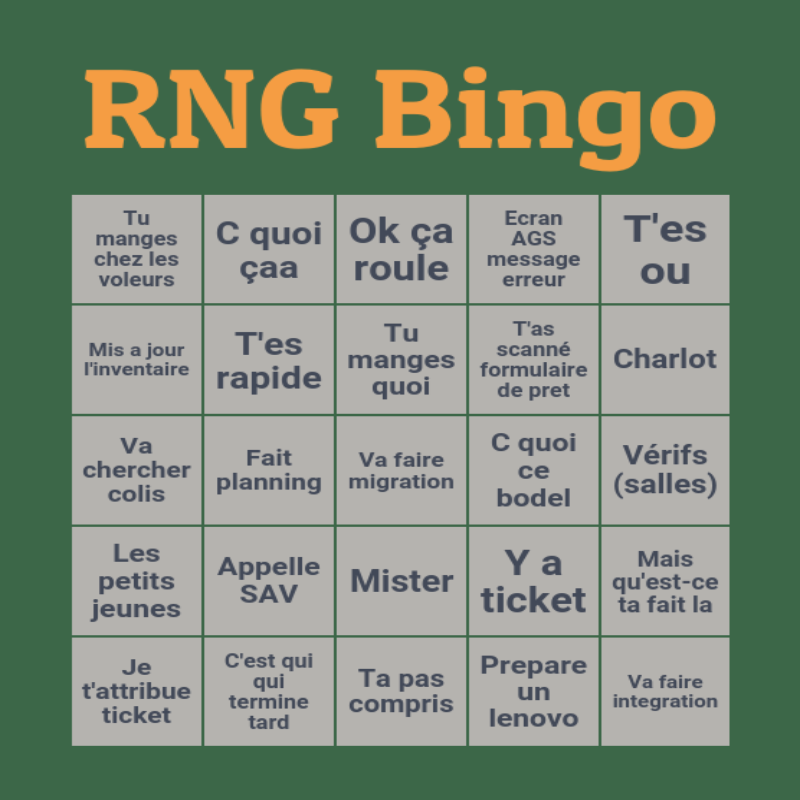 RNG Bingo
Tu
manges
chez les
voleurs
C quoi
çaa
Ok ça
roule
Ecran
AGS
message
erreur
T'es
ou
Mis a jour
l'inventaire
T'es
rapide
Tu
manges
quoi
T'as
scanné
formulaire
de pret
Charlot
Va
chercher
colis
Fait
planning
Va faire
migration
C quoi
ce
bodel
Vérifs
(salles)
Les
petits
jeunes
Appelle
SAV
Mister
Y a
ticket
Mais
qu'est-ce
ta fait la
Je
t'attribue
ticket
C'est qui
qui
termine
tard
Ta pas
compris
Prepare
un
lenovo
Va faire
integration